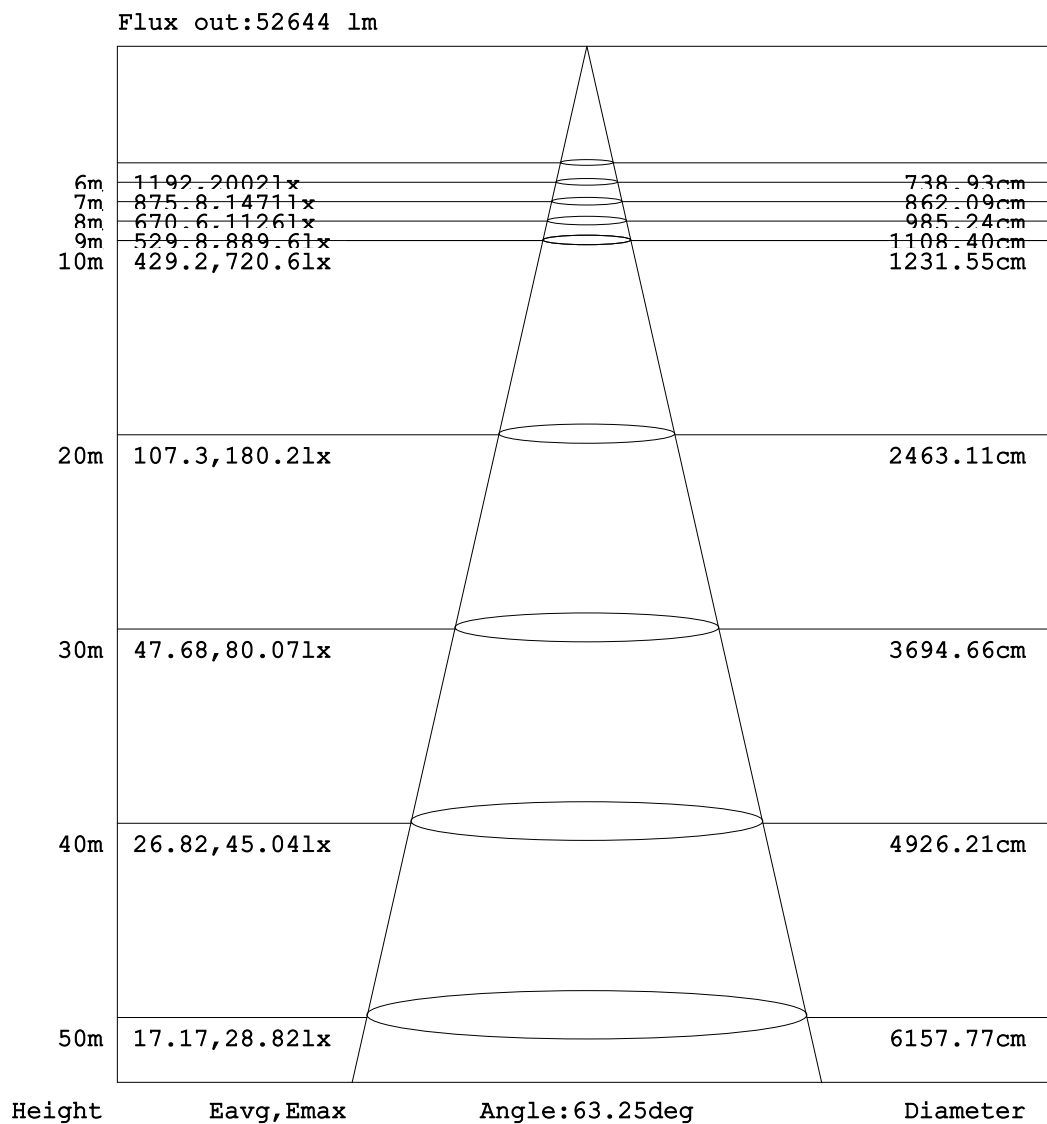 Flux out:52644 lm
6m 1192,2002lx 738.93cm
7m 875.8,1471lx 862.09cm
8m 670.6,1126lx 985.24cm
9m 529.8,889.6lx 1108.40cm
10m 429.2,720.6lx 1231.55cm
20m 107.3,180.2lx 2463.11cm
30m 47.68,80.07lx 3694.66cm
40m 26.82,45.04lx 4926.21cm
50m 17.17,28.82lx 6157.77cm
Height Eavg,Emax Angle:63.25deg Diameter